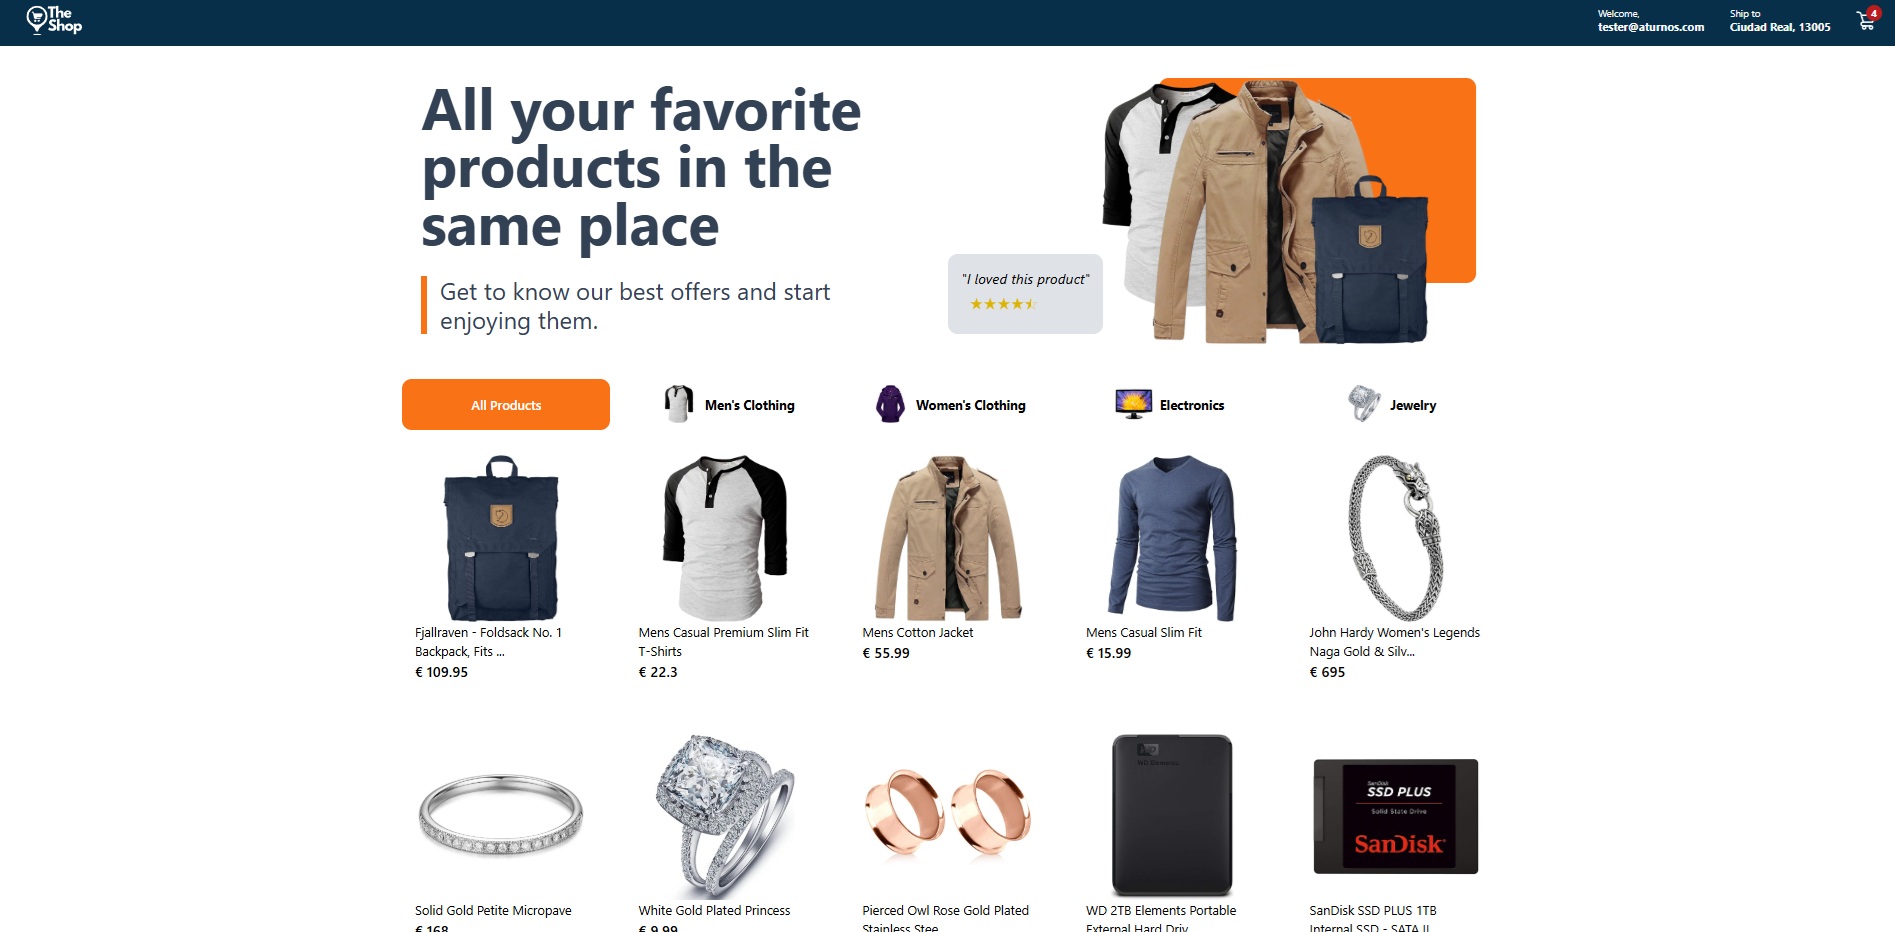 The
Shop
Welcome,
tester@aturnos.com
Ship to
Ciudad Real, 13005
4
All your favorite
products in the
same place
Get to know our best offers and start
enjoying them.
"I loved this product"
All Products
Men's Clothing
Women's Clothing
Electronics
Jewelry
Fjallraven - Foldsack No. 1
Backpack, Fits ...
€ 109.95
Mens Casual Premium Slim Fit
T-Shirts
€ 22.3
Mens Cotton Jacket
€ 55.99
Mens Casual Slim Fit
€ 15.99
John Hardy Women's Legends
Naga Gold & Silv...
€ 695
WD Elements
SanDisk
SSD PLUS
Solid State Drive
SanDisk
Solid Gold Petite Micropave
€ 168
White Gold Plated Princess
€ 9.99
Pierced Owl Rose Gold Plated
Stainless Stee
WD 2TB Elements Portable
External Hard Driv
SanDisk SSD PLUS 1TB
Internal SSD - SATA II